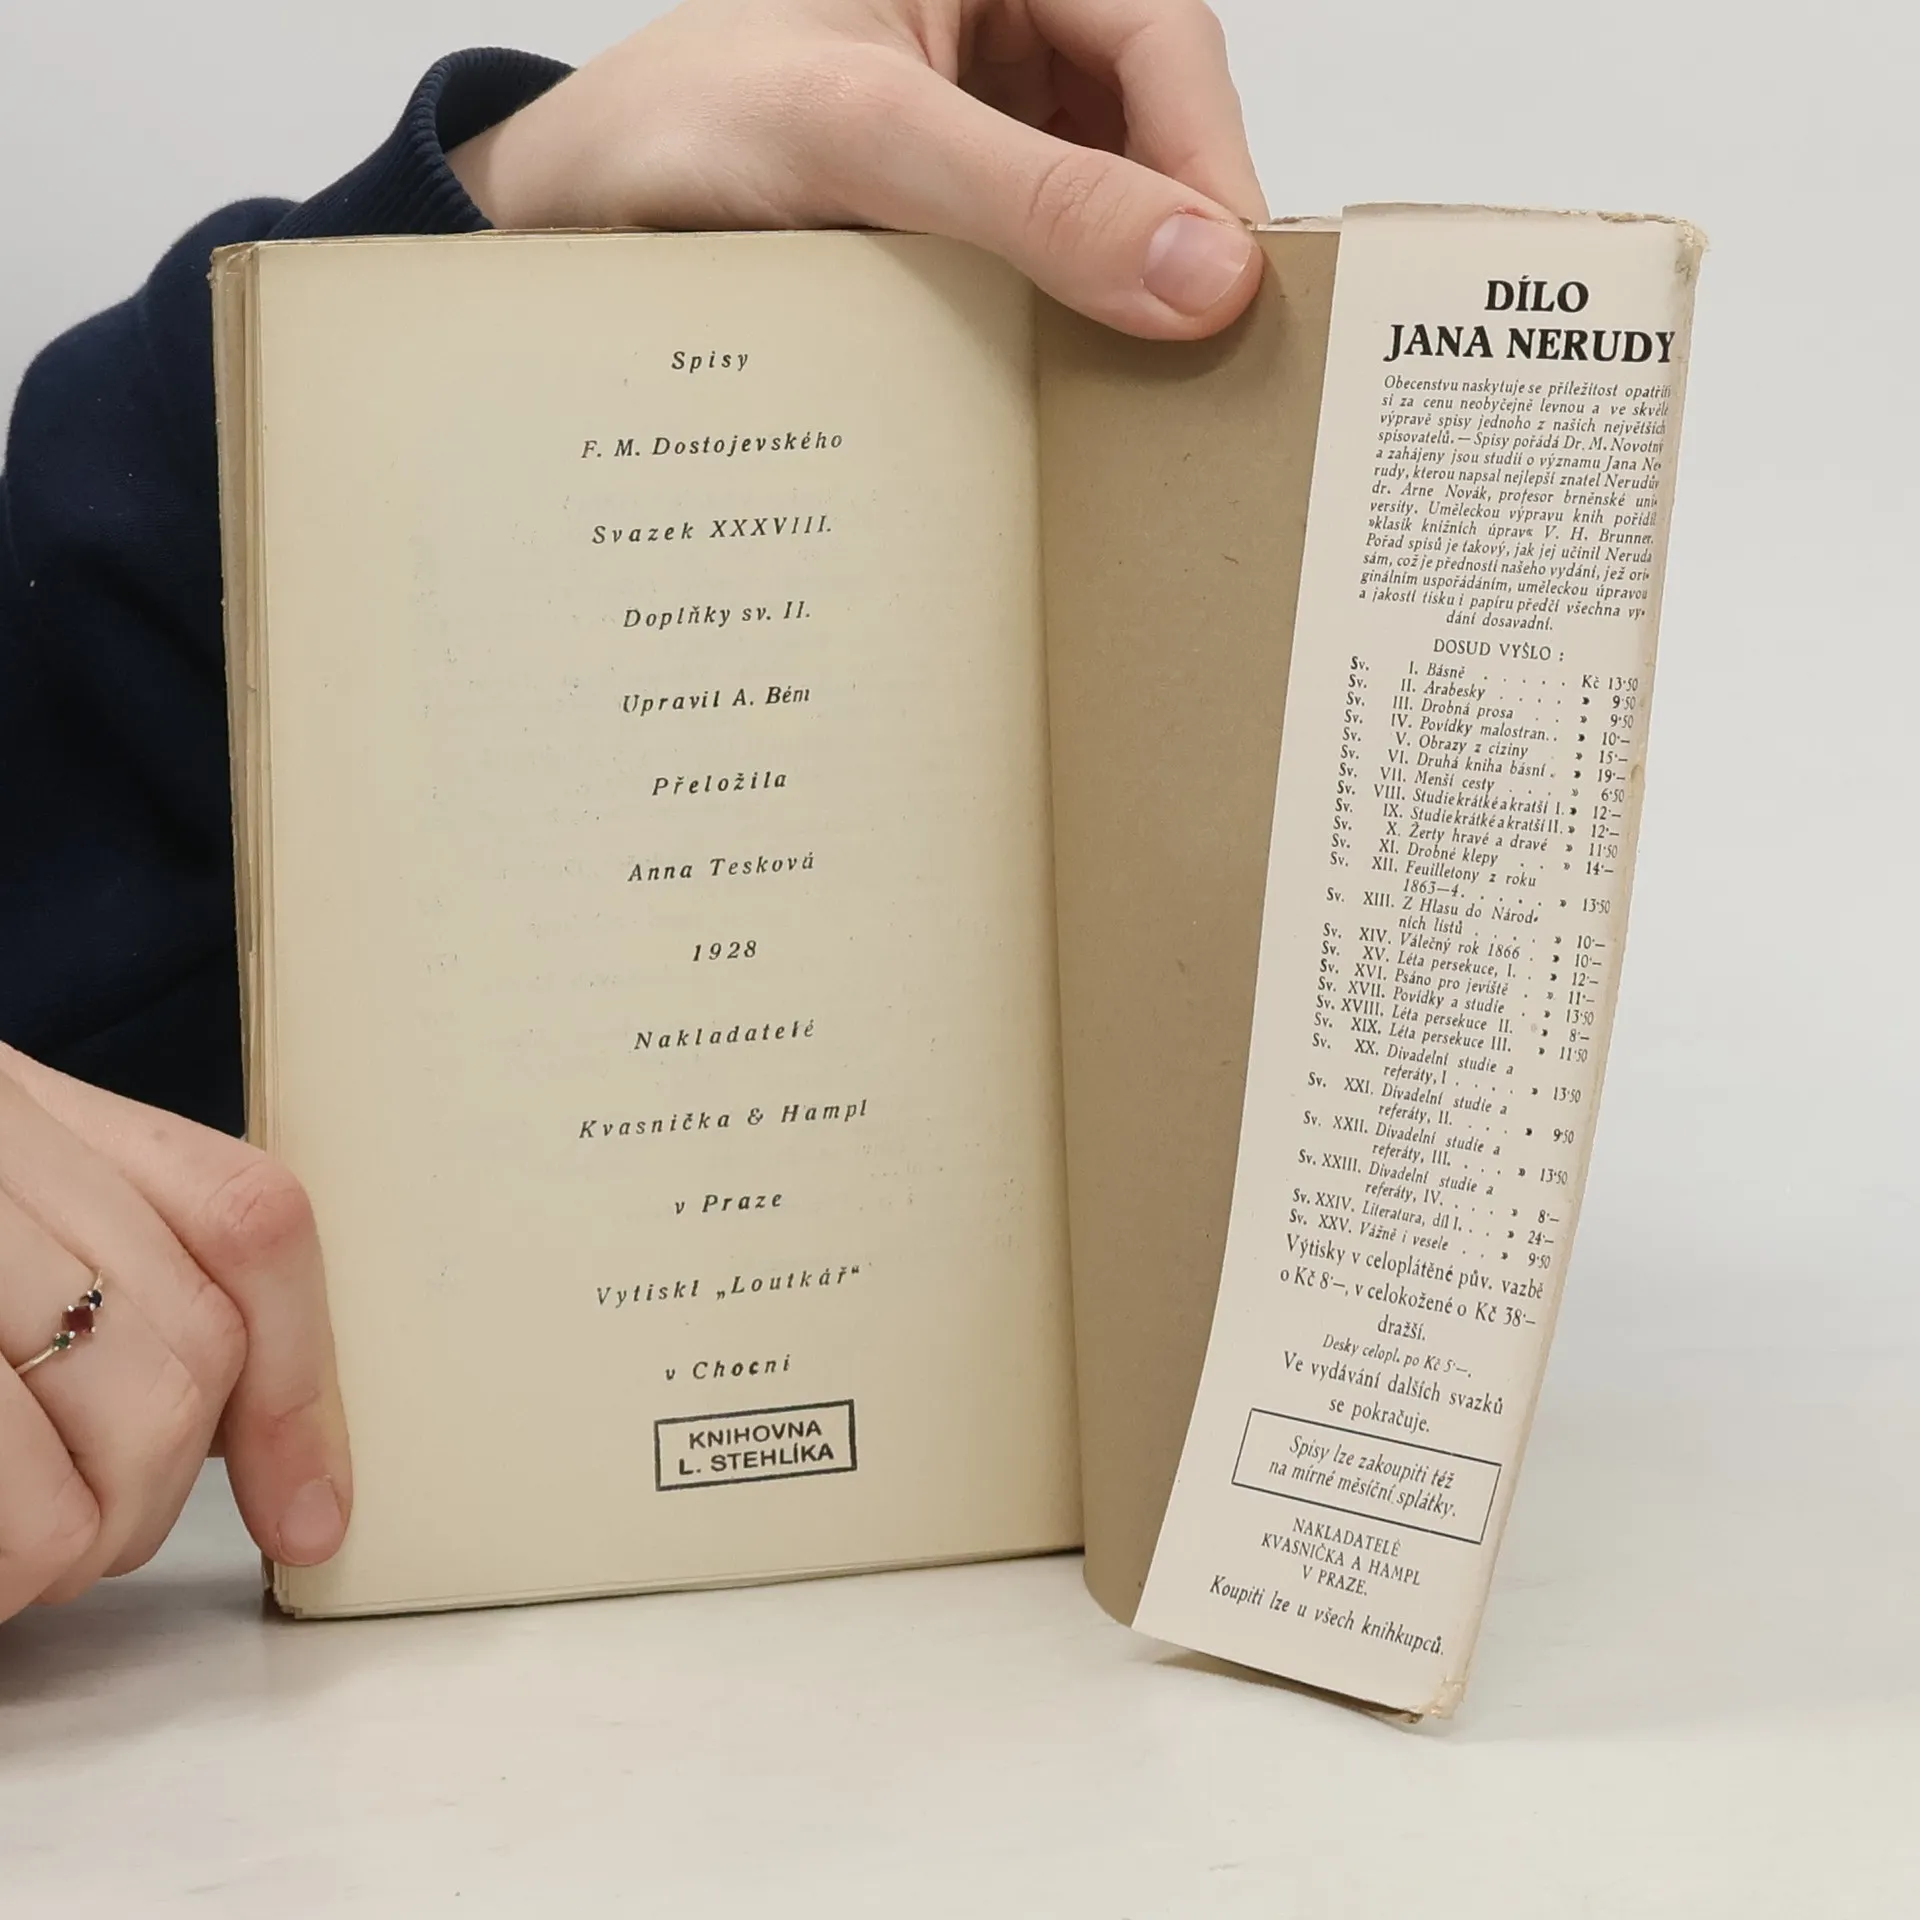 Spisy
F. M. Dostojevského
Svazek XXXVIII.
Doplňky sv. II.
Upravil A. Bém
Přeložila
Anna Tesková
1928
Nakladatelé
Kvasnička & Hampl
v Praze
Vytiskl „Loutkář“
v Chocni
KNIHOVNA
L. STEHLÍKA
DÍLO
JANA NERUDY
Obecenstvu naskytuje se příležitost opatřiti
si za cenu neobyčejně levnou a ve skvělé
výpravě spisy jednoho z našich největších
spisovatelů. — Spisy pořádá Dr. M. Novotný
a zahájeny jsou studií o významu Jana Ne-
rudy, kterou napsal nejlepší znatel Nerudův
dr. Arne Novák, profesor brněnské uni-
versity. Uměleckou výpravu knih pořídil
»klasik knižních úprav« V. H. Brunner.
Pořad spisů je takový, jak jej učinil Neruda
sám, což je předností našeho vydání, jež ori-
ginálním uspořádáním, uměleckou úpravou
a jakostí tisku i papíru předčí všechna vy-
dání dosavadní.
DOSUD VYŠLO :
Sv. I. Básně . . . . . Kč 13·50
Sv. II. Arabesky . . . . » 9·50
Sv. III. Drobná prosa . . » 9·50
Sv. IV. Povídky malostran. . » 10·—
Sv. V. Obrazy z ciziny . » 15·—
Sv. VI. Druhá kniha básní . » 19·—
Sv. VII. Menší cesty . . . » 6·50
Sv. VIII. Studie krátké a kratší I. » 12·—
Sv. IX. Studie krátké a kratší II. » 12·—
Sv. X. Žerty hravé a dravé » 11·50
Sv. XI. Drobné klepy . . » 14·—
Sv. XII. Feuilletony z roku
1863—4. . . . . . » 13·50
Sv. XIII. Z Hlasu do Národ-
ních listů . . . . » 10·—
Sv. XIV. Válečný rok 1866 . » 10·—
Sv. XV. Léta persekuce, I. . » 12·—
Sv. XVI. Psáno pro jeviště . » 11·—
Sv. XVII. Povídky a studie . » 13·50
Sv. XVIII. Léta persekuce II. » 8·—
Sv. XIX. Léta persekuce III. » 11·50
Sv. XX. Divadelní studie a
referáty, I . . . . » 13·50
Sv. XXI. Divadelní studie a
referáty, II. . . . . » 9·50
Sv. XXII. Divadelní studie a
referáty, III. . . . » 13·50
Sv. XXIII. Divadelní studie a
referáty, IV. . . . » 8·—
Sv. XXIV. Literatura, díl I. . . » 24·—
Sv. XXV. Vážně i vesele . . » 9·50
Výtisky v celoplátěné pův. vazbě
o Kč 8·—, v celokožené o Kč 38·—
dražší.
Desky celopl. po Kč 5·—.
Ve vydávání dalších svazků
se pokračuje.
Spisy lze zakoupiti též
na mírné měsíční splátky.
NAKLADATELÉ
KVASNIČKA A HAMPL
V PRAZE.
Koupiti lze u všech knihkupců.